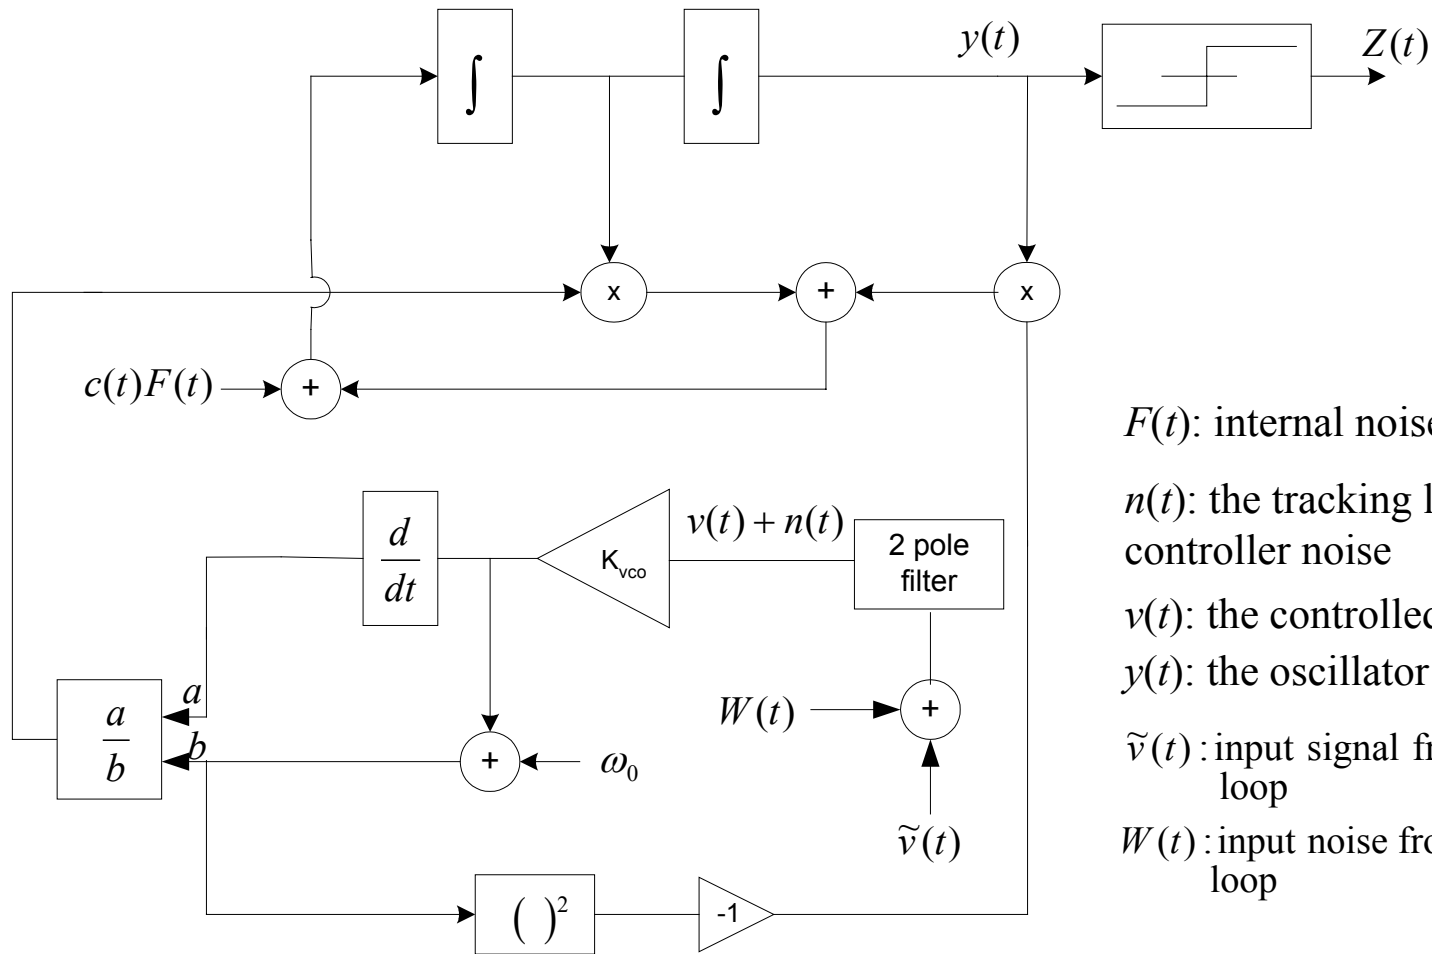 y(t)
Z(t)
∫
∫
x
+
x
c(t)F(t)
+
F(t): internal noise
n(t): the tracking l
controller noise
v(t): the controlled
y(t): the oscillator
ṽ(t): input signal fr
loop
W(t): input noise fro
loop
d/dt
K_vco
v(t) + n(t)
2 pole
filter
a
b
a/b
+
ω₀
W(t)
+
ṽ(t)
( )²
-1